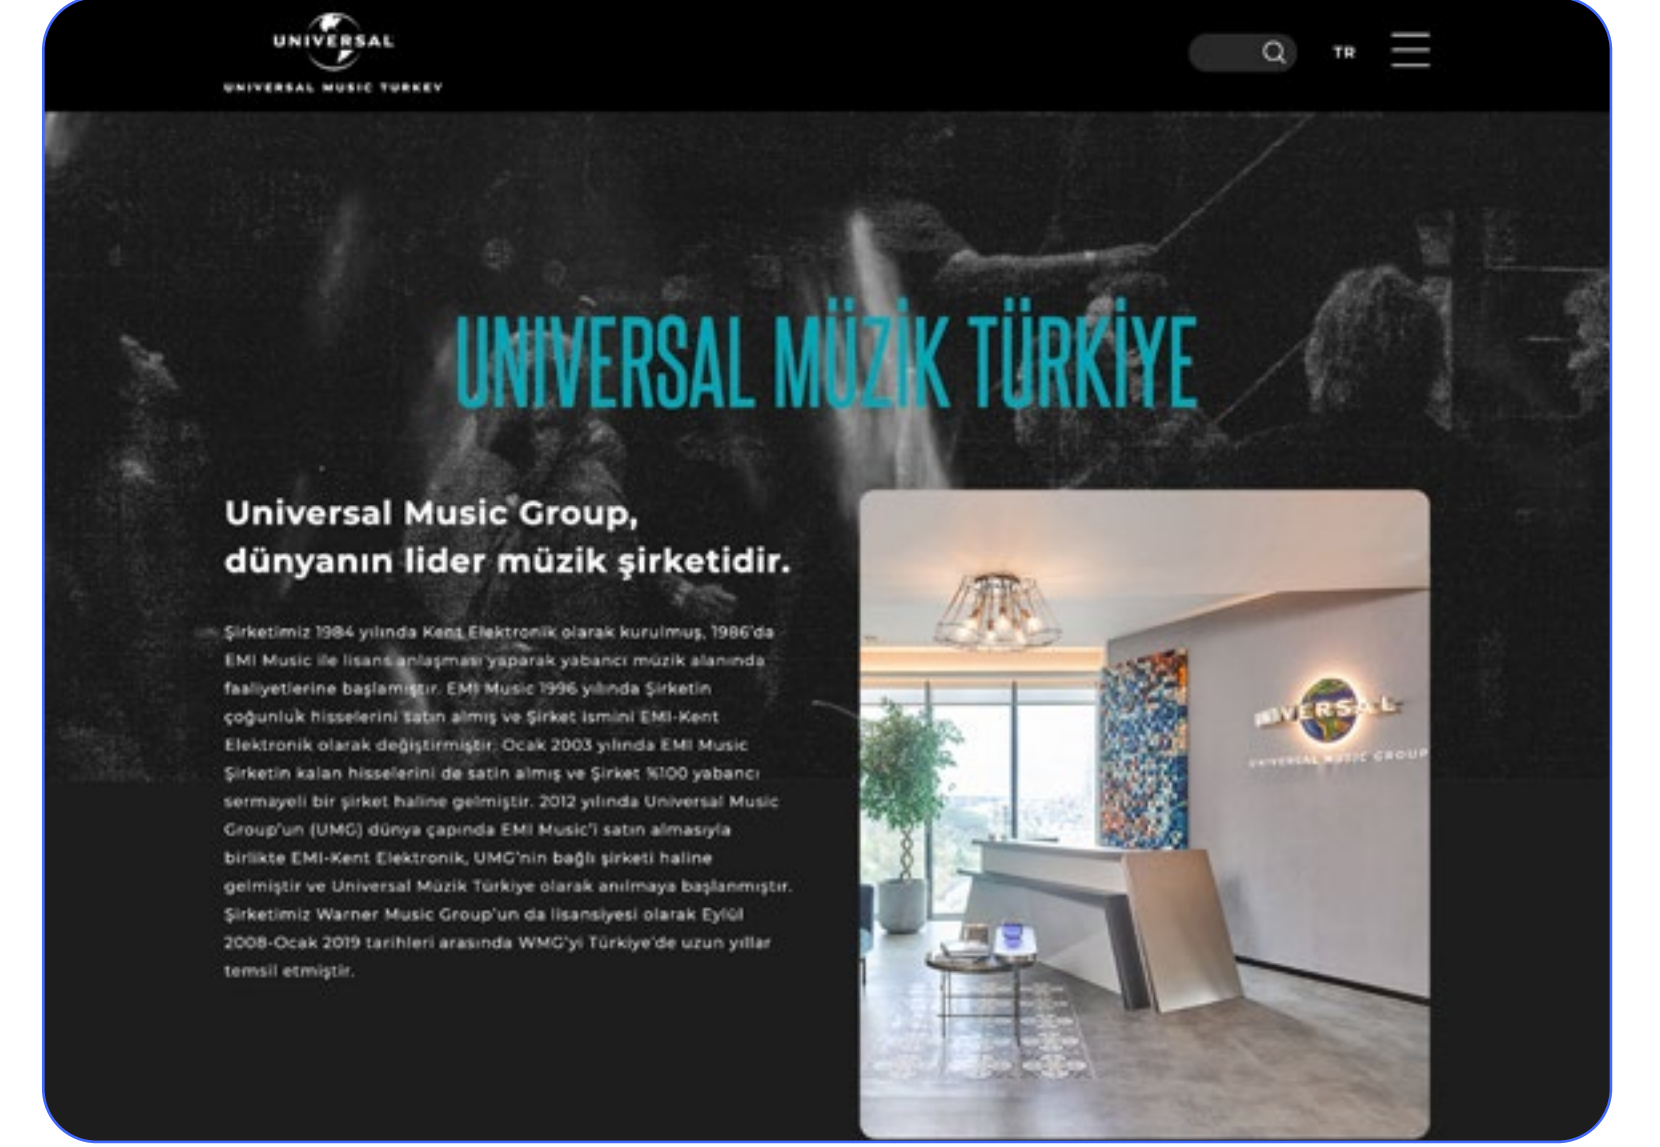 UNIVERSAL
UNIVERSAL MUSIC TURKEY
TR
UNIVERSAL MÜZİK TÜRKİYE
Universal Music Group,
dünyanın lider müzik şirketidir.
Şirketimiz 1984 yılında Kent Elektronik olarak kurulmuş, 1986'da
EMI Music ile lisans anlaşması yaparak yabancı müzik alanında
faaliyetlerine başlamıştır. EMI Music 1996 yılında Şirketin
çoğunluk hisselerini satın almış ve Şirket ismini EMI-Kent
Elektronik olarak değiştirmiştir. Ocak 2003 yılında EMI Music
Şirketin kalan hisselerini de satin almış ve Şirket %100 yabancı
sermayeli bir şirket haline gelmiştir. 2012 yılında Universal Music
Group'un (UMG) dünya çapında EMI Music'i satın almasıyla
birlikte EMI-Kent Elektronik, UMG'nin bağlı şirketi haline
gelmiştir ve Universal Müzik Türkiye olarak anılmaya başlanmıştır.
Şirketimiz Warner Music Group'un da lisansiyesi olarak Eylül
2008-Ocak 2019 tarihleri arasında WMG'yi Türkiye'de uzun yıllar
temsil etmiştir.
UNIVERSAL
UNIVERSAL MUSIC GROUP